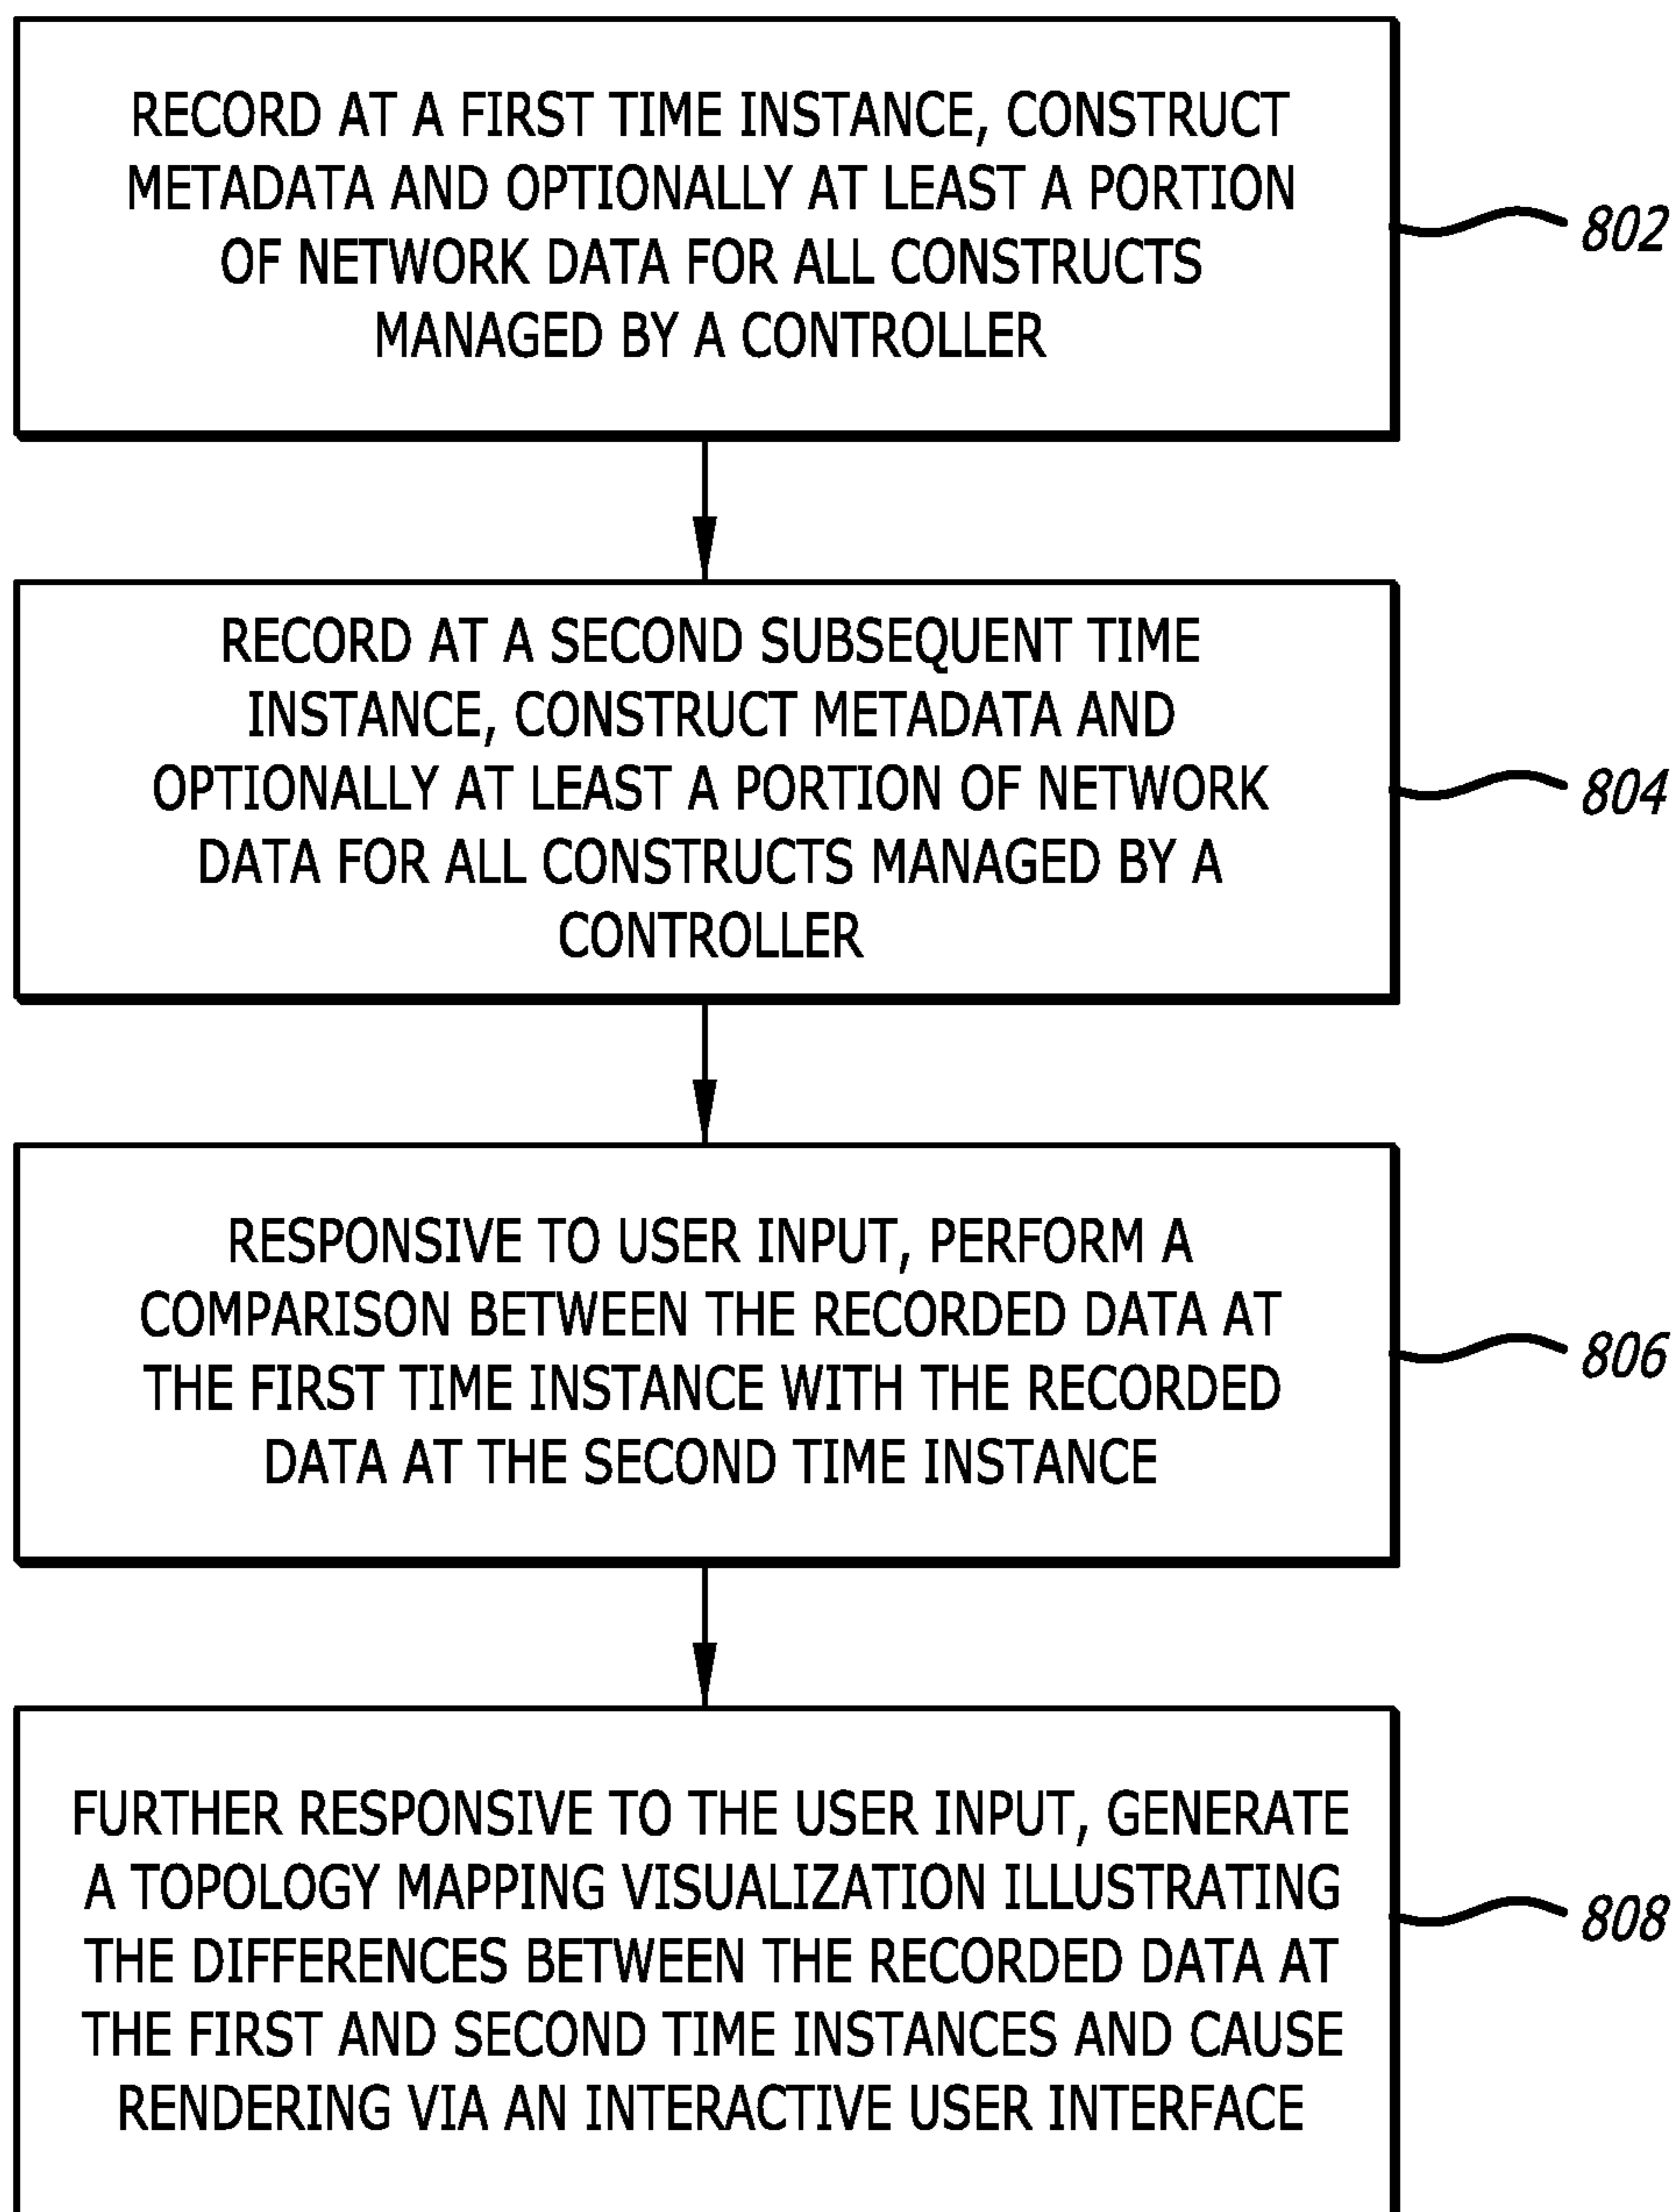 RECORD AT A FIRST TIME INSTANCE, CONSTRUCT
METADATA AND OPTIONALLY AT LEAST A PORTION
OF NETWORK DATA FOR ALL CONSTRUCTS
MANAGED BY A CONTROLLER
802
RECORD AT A SECOND SUBSEQUENT TIME
INSTANCE, CONSTRUCT METADATA AND
OPTIONALLY AT LEAST A PORTION OF NETWORK
DATA FOR ALL CONSTRUCTS MANAGED BY A
CONTROLLER
804
RESPONSIVE TO USER INPUT, PERFORM A
COMPARISON BETWEEN THE RECORDED DATA AT
THE FIRST TIME INSTANCE WITH THE RECORDED
DATA AT THE SECOND TIME INSTANCE
806
FURTHER RESPONSIVE TO THE USER INPUT, GENERATE
A TOPOLOGY MAPPING VISUALIZATION ILLUSTRATING
THE DIFFERENCES BETWEEN THE RECORDED DATA AT
THE FIRST AND SECOND TIME INSTANCES AND CAUSE
RENDERING VIA AN INTERACTIVE USER INTERFACE
808